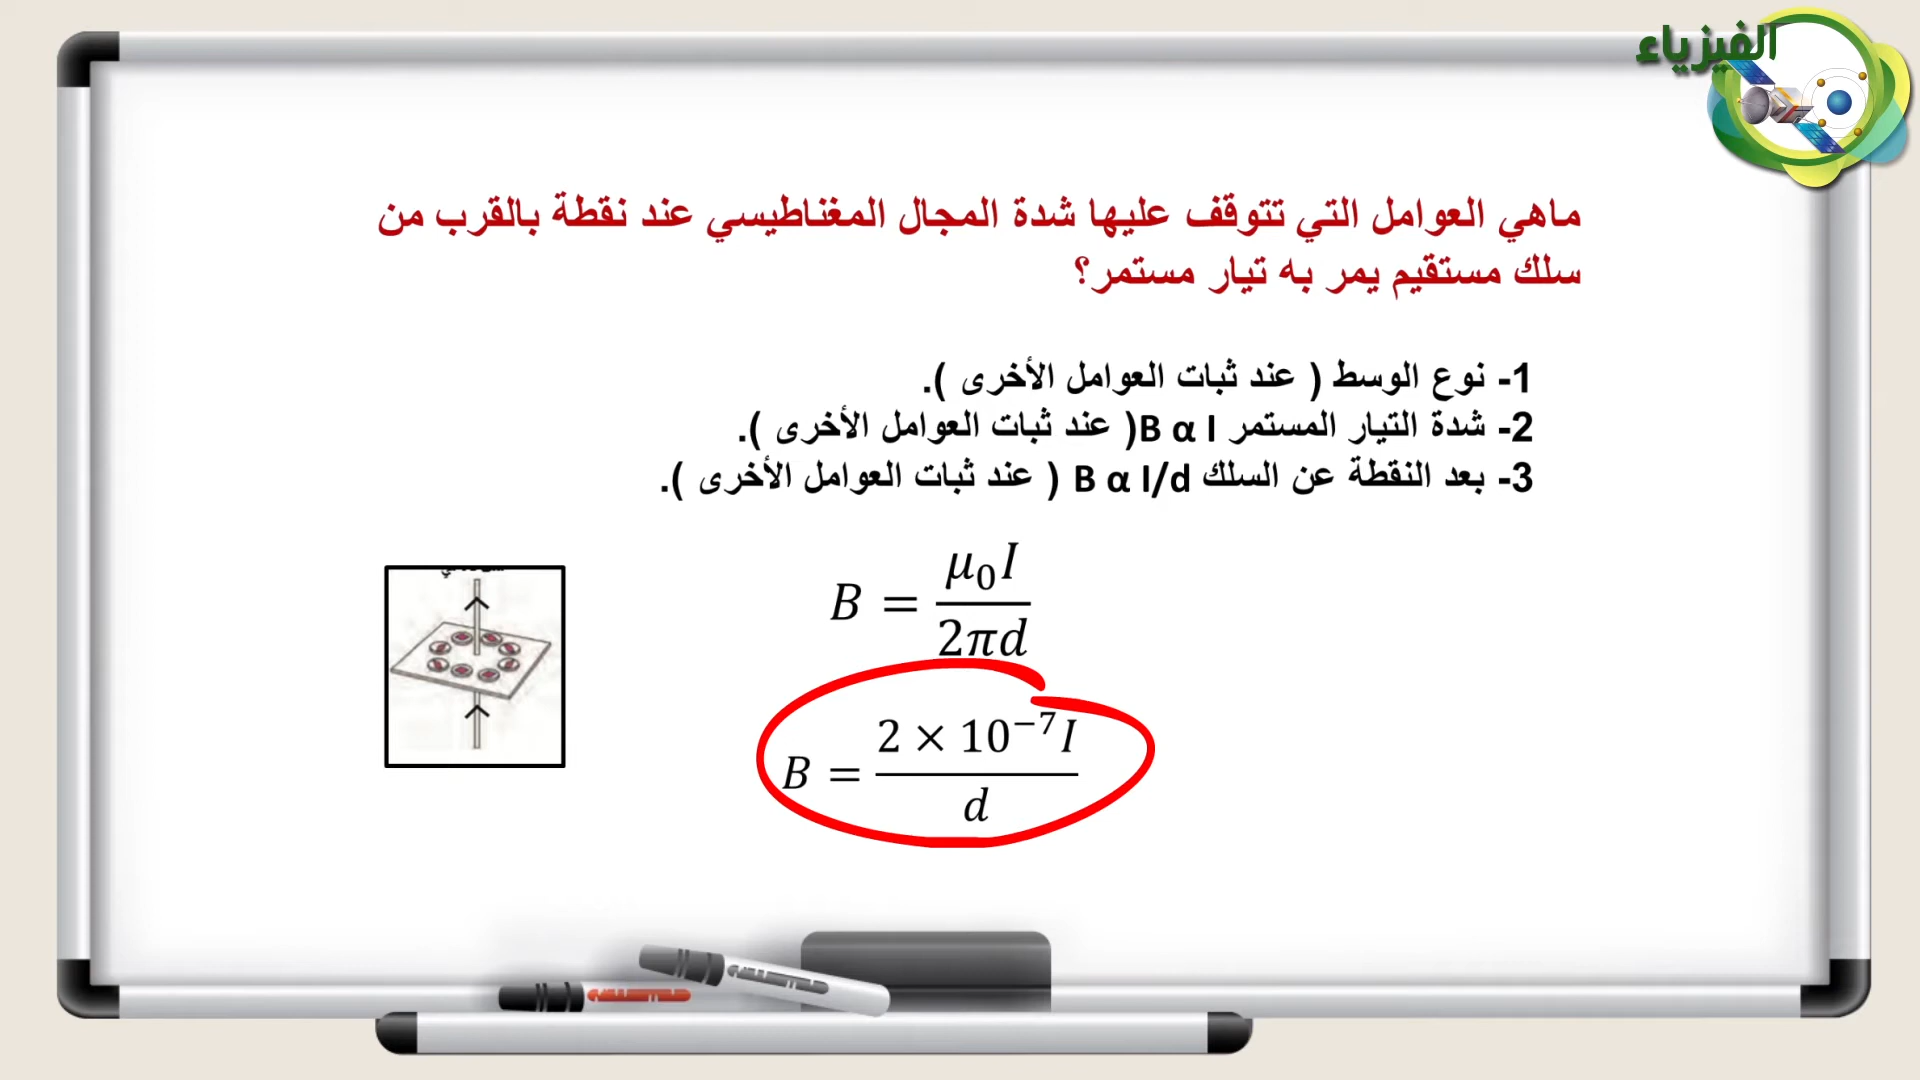 الفيزياء
ماهي العوامل التي تتوقف عليها شدة المجال المغناطيسي عند نقطة بالقرب من
سلك مستقيم يمر به تيار مستمر؟
1- نوع الوسط ( عند ثبات العوامل الأخرى ).
2- شدة التيار المستمر B α I( عند ثبات العوامل الأخرى ).
3- بعد النقطة عن السلك B α I/d ( عند ثبات العوامل الأخرى ).
B = μ₀I / 2πd
B = 2 × 10⁻⁷I / d